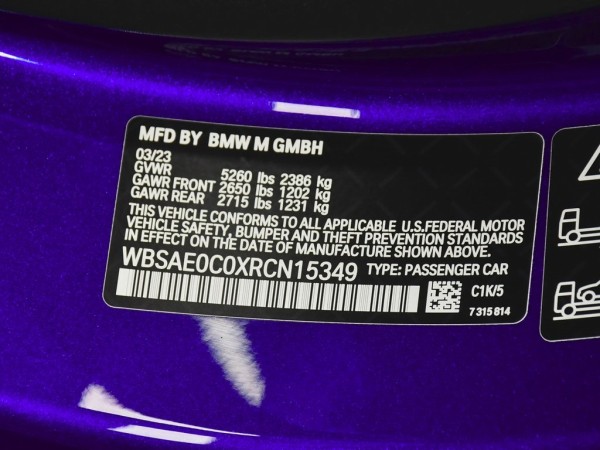 MFD BY BMW M GMBH
03/23
GVWR 5260 lbs 2386 kg
GAWR FRONT 2650 lbs 1202 kg
GAWR REAR 2715 lbs 1231 kg
THIS VEHICLE CONFORMS TO ALL APPLICABLE U.S.FEDERAL MOTOR
VEHICLE SAFETY, BUMPER AND THEFT PREVENTION STANDARDS
IN EFFECT ON THE DATE OF MANUFACTURE SHOWN ABOVE.
WBSAE0C0XRCN15349 TYPE: PASSENGER CAR
C1K/5
7 315 814